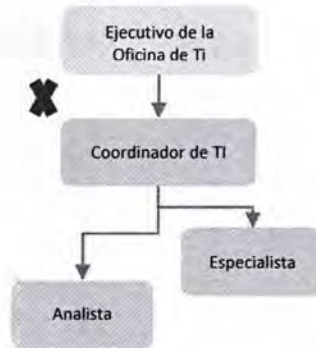 Ejecutivo de la
Oficina de Ti
Coordinador de TI
Especialista
Analista